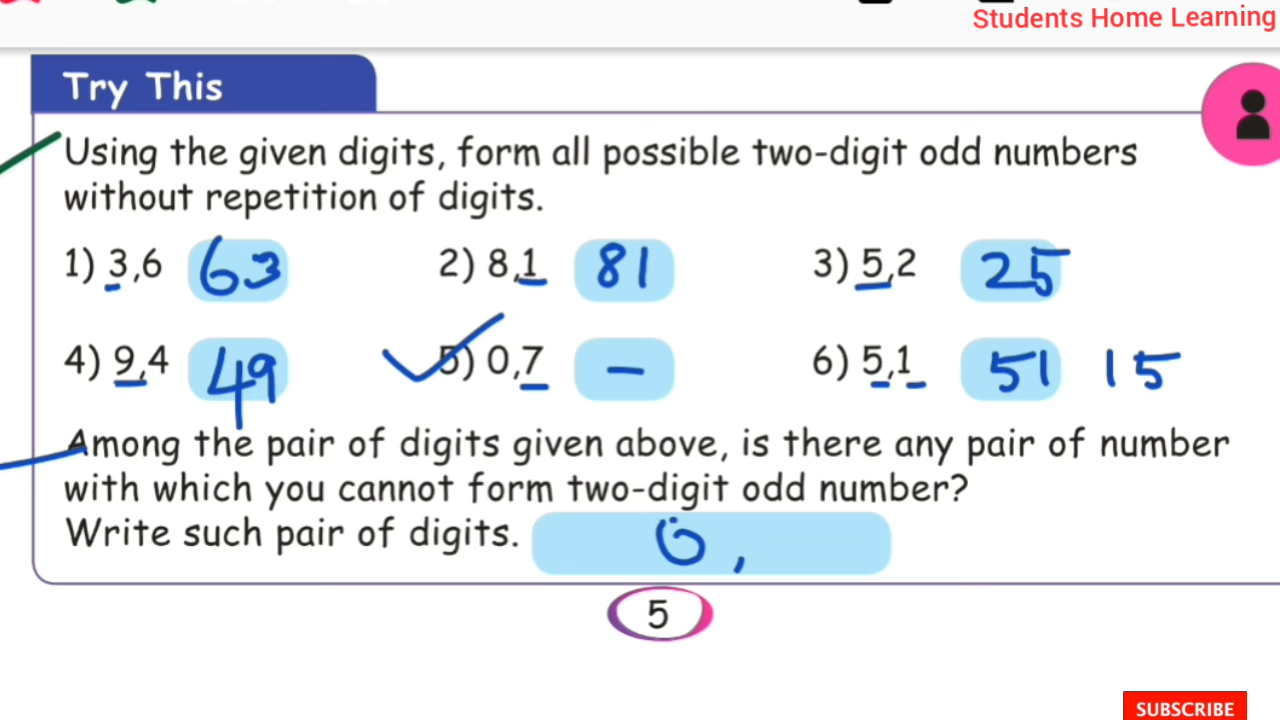 Students Home Learning
Try This
Using the given digits, form all possible two-digit odd numbers
without repetition of digits.
1) 3,6 63 2) 8,1 81 3) 5,2 25
4) 9,4 49 5) 0,7 – 6) 5,1 51 15
Among the pair of digits given above, is there any pair of number
with which you cannot form two-digit odd number?
Write such pair of digits. 0,
5
SUBSCRIBE